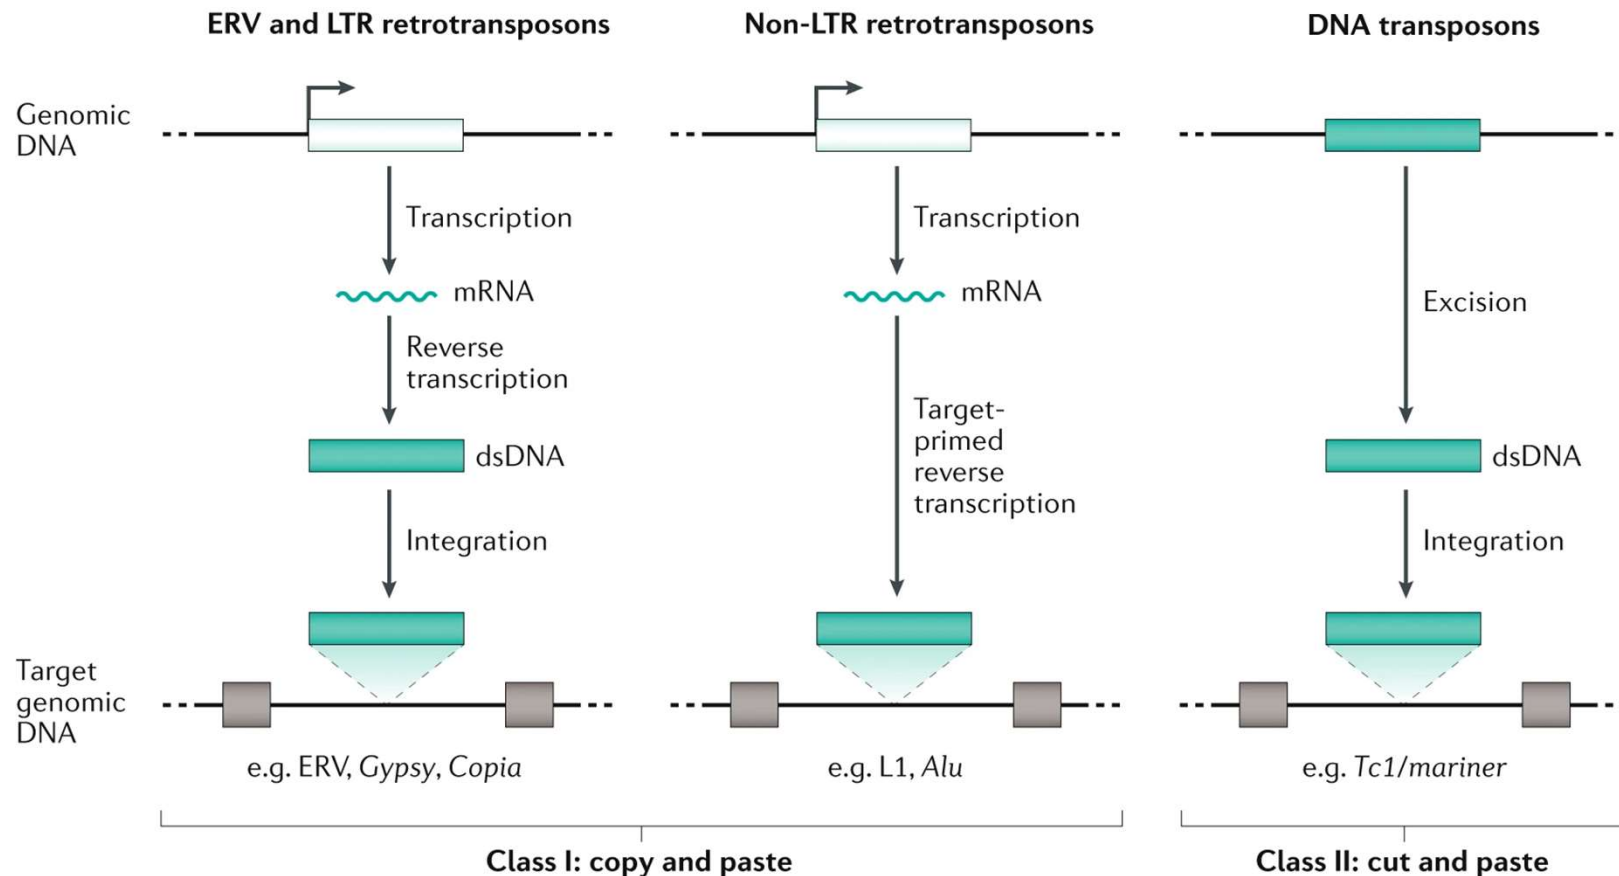 ERV and LTR retrotransposons
Non-LTR retrotransposons
DNA transposons
Genomic
DNA
Transcription
mRNA
Reverse
transcription
dsDNA
Integration
Transcription
mRNA
Target-
primed
reverse
transcription
Excision
dsDNA
Integration
Target
genomic
DNA
e.g. ERV, Gypsy, Copia
e.g. L1, Alu
e.g. Tc1/mariner
Class I: copy and paste
Class II: cut and paste